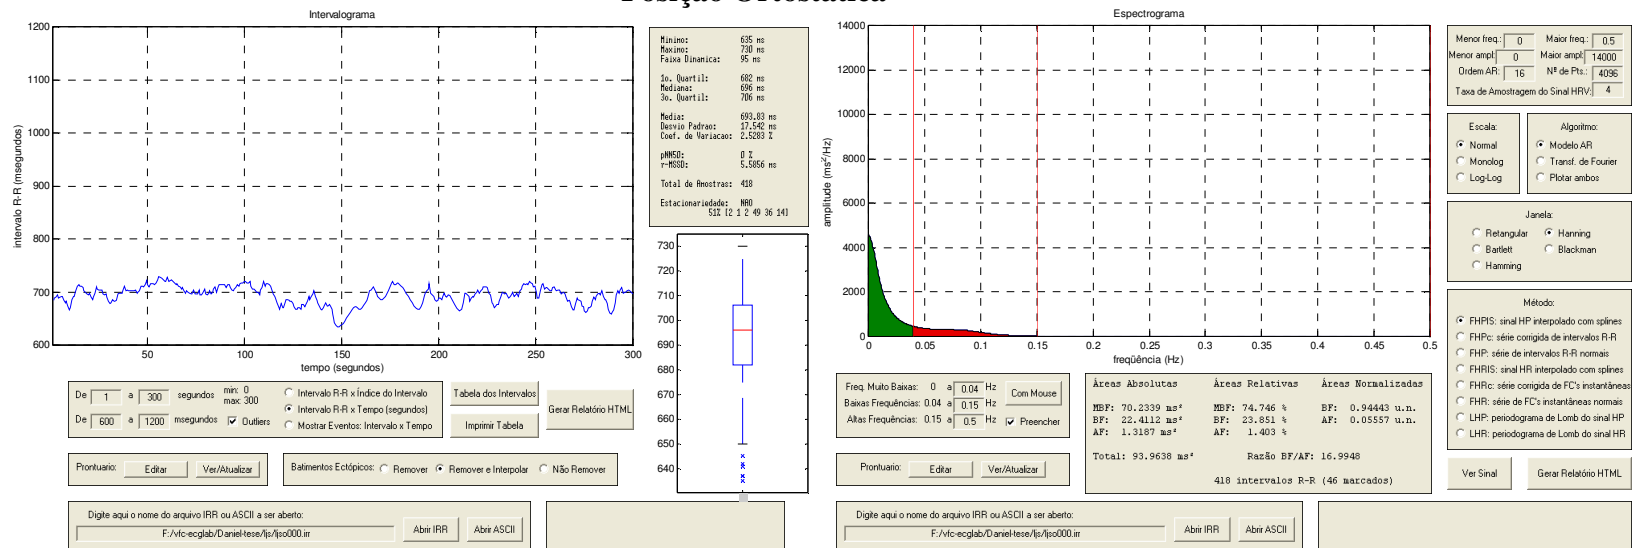 Posição Ortostática
Intervalograma
1200
1100
1000
900
800
700
600
50
100
150
200
250
300
intervalo R-R (msegundos)
tempo (segundos)
Minimo: 635 ms
Maximo: 730 ms
Faixa Dinamica: 95 ms
1o. Quartil: 682 ms
Mediana: 696 ms
3o. Quartil: 706 ms
Media: 693.83 ms
Desvio Padrao: 17.542 ms
Coef. de Variacao: 2.5283 %
pNN50: 0 %
r-MSSD: 5.5856 ms
Total de Amostras: 418
Estacionariedade: NAO
51% [2 1 2 49 36 14]
730
720
710
700
690
680
670
660
650
640
De 1 a 300 segundos
min: 0
max: 300
De 600 a 1200 msegundos
Outliers
Intervalo R-R x Índice do Intervalo
Intervalo R-R x Tempo (segundos)
Mostrar Eventos: Intervalo x Tempo
Tabela dos Intervalos
Imprimir Tabela
Gerar Relatório HTML
Prontuario: Editar Ver/Atualizar
Batimentos Ectópicos: Remover Remover e Interpolar Não Remover
Digite aqui o nome do arquivo IRR ou ASCII a ser aberto:
F:/vfc-ecglab/Daniel-tese/ljs/ljso000.irr
Abrir IRR
Abrir ASCII
Espectrograma
14000
12000
10000
8000
6000
4000
2000
0
0
0.05
0.1
0.15
0.2
0.25
0.3
0.35
0.4
0.45
0.5
amplitude (ms²/Hz)
freqüência (Hz)
Menor freq.: 0 Maior freq.: 0.5
Menor ampl: 0 Maior ampl: 14000
Ordem AR: 16 Nº de Pts.: 4096
Taxa de Amostragem do Sinal HRV: 4
Escala:
Normal
Monolog
Log-Log
Algoritmo:
Modelo AR
Transf. de Fourier
Plotar ambos
Janela:
Retangular Hanning
Bartlett Blackman
Hamming
Método:
FHPIS: sinal HP interpolado com splines
FHPc: série corrigida de intervalos R-R
FHP: série de intervalos R-R normais
FHRIS: sinal HR interpolado com splines
FHRc: série corrigida de FC's instantâneas
FHR: série de FC's instantâneas normais
LHP: periodograma de Lomb do sinal HP
LHR: periodograma de Lomb do sinal HR
Ver Sinal
Gerar Relatório HTML
Freq. Muito Baixas: 0 a 0.04 Hz
Baixas Frequências: 0.04 a 0.15 Hz
Altas Frequências: 0.15 a 0.5 Hz
Com Mouse
Preencher
Áreas Absolutas Áreas Relativas Áreas Normalizadas
MBF: 70.2339 ms² MBF: 74.746 % BF: 0.94443 u.n.
BF: 22.4112 ms² BF: 23.851 % AF: 0.05557 u.n.
AF: 1.3187 ms² AF: 1.403 %
Total: 93.9638 ms² Razão BF/AF: 16.9948
418 intervalos R-R (46 marcados)
Prontuario: Editar Ver/Atualizar
Digite aqui o nome do arquivo IRR ou ASCII a ser aberto:
F:/vfc-ecglab/Daniel-tese/ljs/ljso000.irr
Abrir IRR
Abrir ASCII